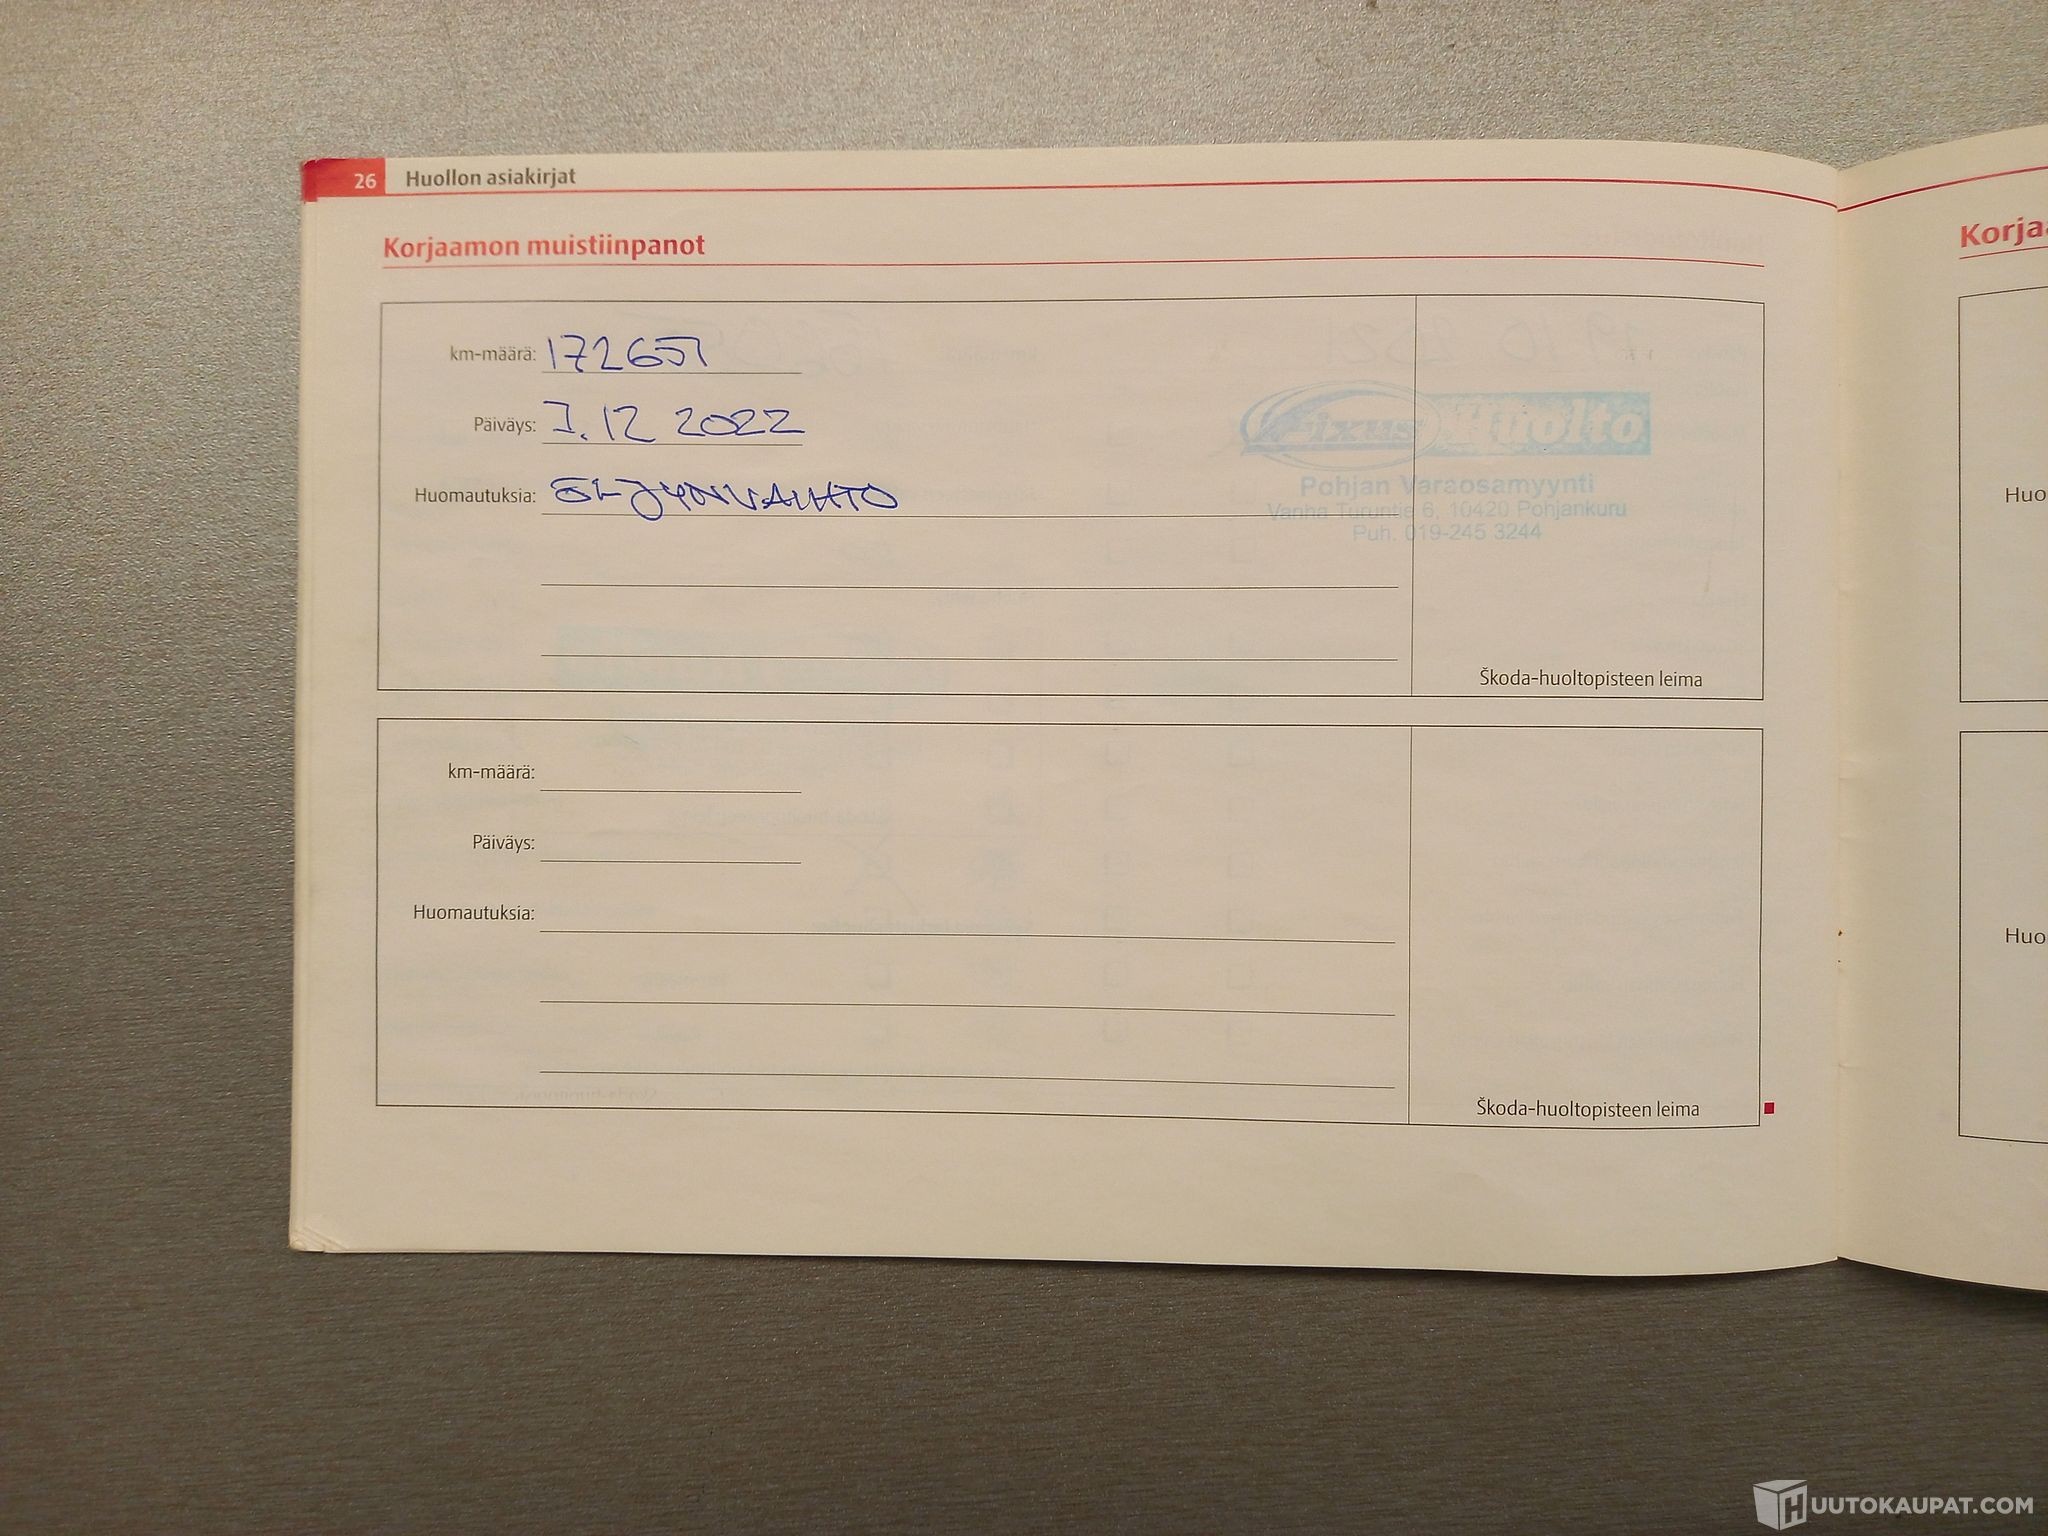 26 Huollon asiakirjat
Korjaamon muistiinpanot
Korja
km-määrä: 172651
Päiväys: 7.12 2022
Huomautuksia: ÖLJYNVAIHTO
Sixus Huolto
Pohjan Varaosamyynti
Vanha Turuntie 6, 10420 Pohjankuru
Puh. 019-245 3244
Škoda-huoltopisteen leima
km-määrä:
Päiväys:
Huomautuksia:
Škoda-huoltopisteen leima
Huo
Huo
HUUTOKAUPAT.COM